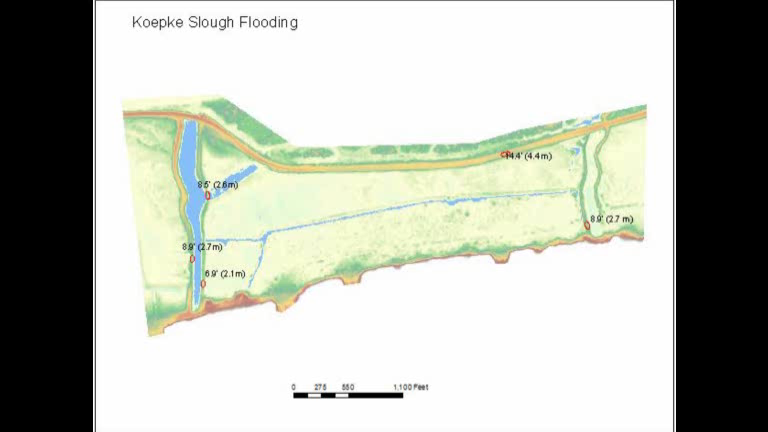 Koepke Slough Flooding
14.4' (4.4m)
8.5' (2.6m)
8.9' (2.7 m)
8.9' (2.7m)
6.9' (2.1m)
0 275 550 1,100 Feet